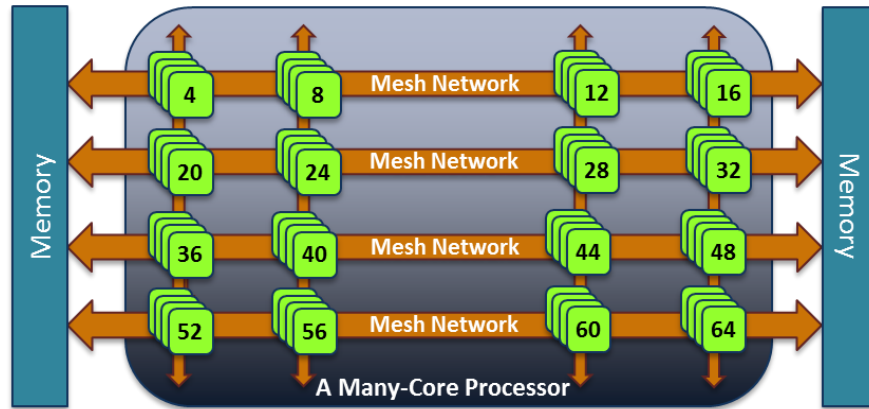 Memory
4 8 Mesh Network 12 16
20 24 Mesh Network 28 32
36 40 Mesh Network 44 48
52 56 Mesh Network 60 64
A Many-Core Processor
Memory